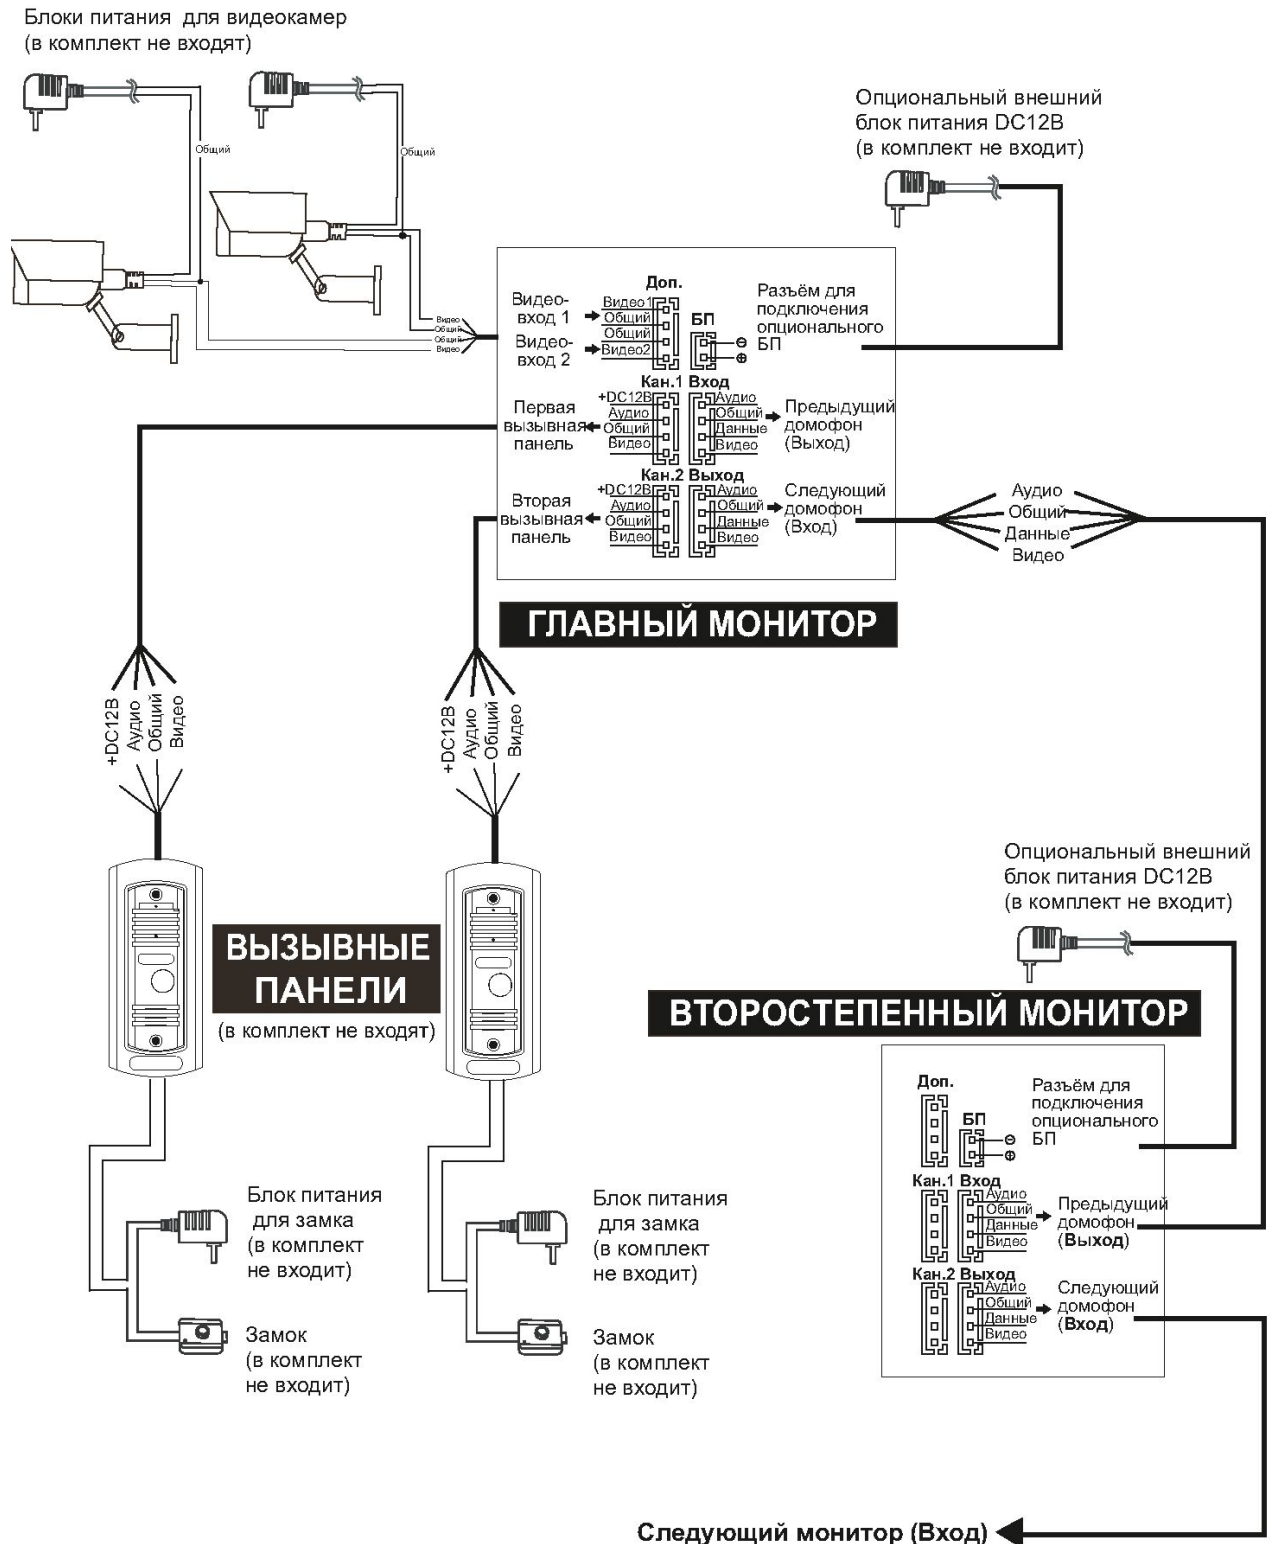 Блоки питания для видеокамер
(в комплект не входят)
Общий
Общий
Опциональный внешний
блок питания DC12В
(в комплект не входит)
Видео
Общий
Общий
Видео
Видео-
вход 1
Видео-
вход 2
Доп.
Видео1
Общий
Общий
Видео2
БП
Разъём для
подключения
опционального
БП
Первая
вызывная
панель
Кан.1 Вход
+DC12В
Аудио
Общий
Видео
Аудио
Общий
Данные
Видео
Предыдущий
домофон
(Выход)
Вторая
вызывная
панель
Кан.2 Выход
+DC12В
Аудио
Общий
Видео
Аудио
Общий
Данные
Видео
Следующий
домофон
(Вход)
Аудио
Общий
Данные
Видео
ГЛАВНЫЙ МОНИТОР
+DC12В
Аудио
Общий
Видео
+DC12В
Аудио
Общий
Видео
ВЫЗЫВНЫЕ
ПАНЕЛИ
(в комплект не входят)
Опциональный внешний
блок питания DC12В
(в комплект не входит)
ВТОРОСТЕПЕННЫЙ МОНИТОР
Доп.
БП
Разъём для
подключения
опционального
БП
Кан.1 Вход
Аудио
Общий
Данные
Видео
Предыдущий
домофон
(Выход)
Кан.2 Выход
Аудио
Общий
Данные
Видео
Следующий
домофон
(Вход)
Блок питания
для замка
(в комплект
не входит)
Замок
(в комплект
не входит)
Блок питания
для замка
(в комплект
не входит)
Замок
(в комплект
не входит)
Следующий монитор (Вход)